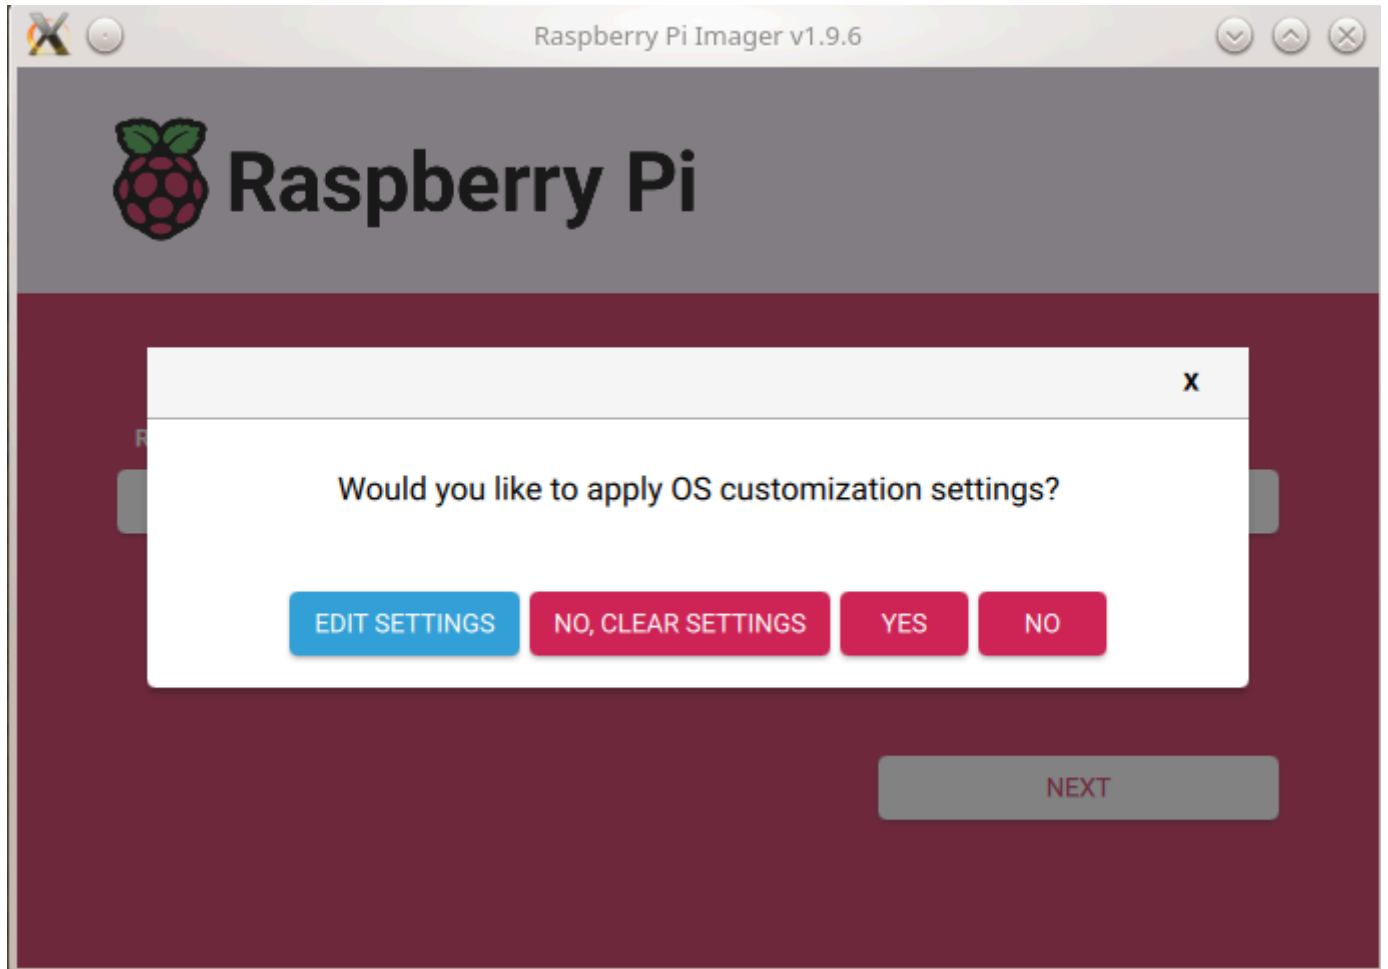 Raspberry Pi Imager v1.9.6
Raspberry Pi
x
R
Would you like to apply OS customization settings?
EDIT SETTINGS NO, CLEAR SETTINGS YES NO
NEXT